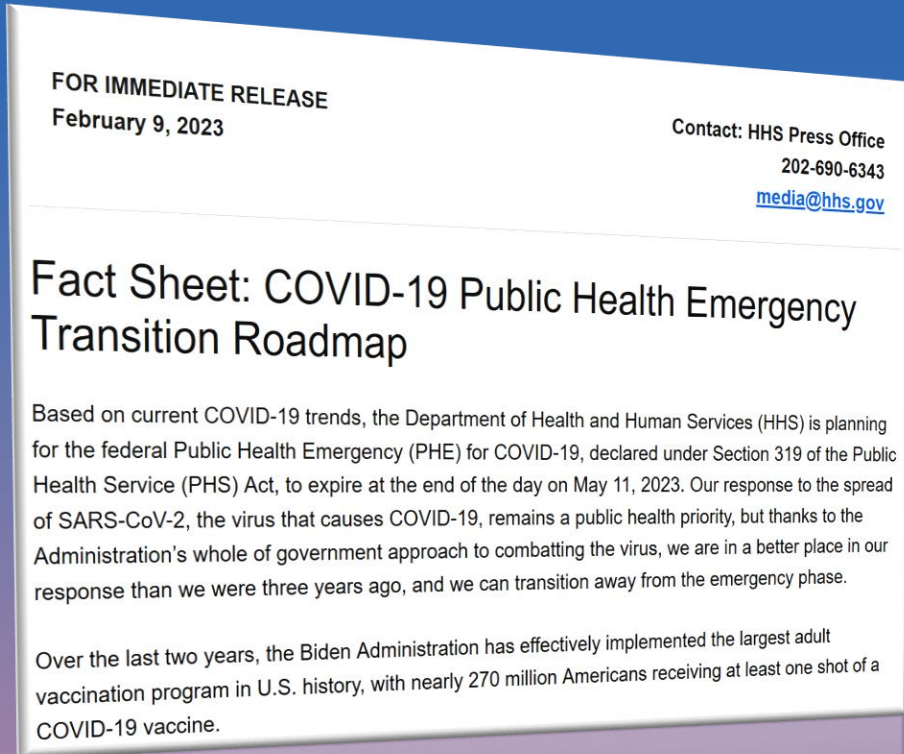 FOR IMMEDIATE RELEASE
February 9, 2023
Contact: HHS Press Office
202-690-6343
media@hhs.gov
Fact Sheet: COVID-19 Public Health Emergency
Transition Roadmap
Based on current COVID-19 trends, the Department of Health and Human Services (HHS) is planning
for the federal Public Health Emergency (PHE) for COVID-19, declared under Section 319 of the Public
Health Service (PHS) Act, to expire at the end of the day on May 11, 2023. Our response to the spread
of SARS-CoV-2, the virus that causes COVID-19, remains a public health priority, but thanks to the
Administration’s whole of government approach to combatting the virus, we are in a better place in our
response than we were three years ago, and we can transition away from the emergency phase.
Over the last two years, the Biden Administration has effectively implemented the largest adult
vaccination program in U.S. history, with nearly 270 million Americans receiving at least one shot of a
COVID-19 vaccine.